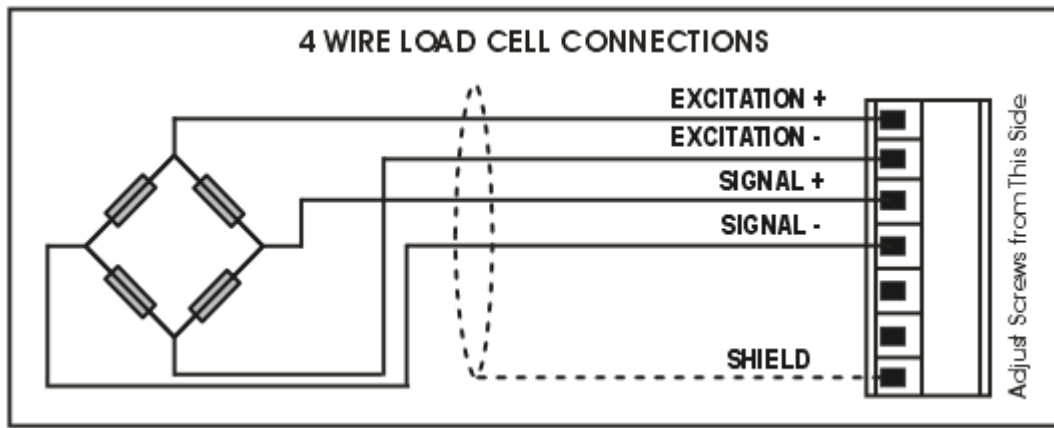 4 WIRE LOAD CELL CONNECTIONS
EXCITATION +
EXCITATION -
SIGNAL +
SIGNAL -
SHIELD
Adjust Screws from This Side